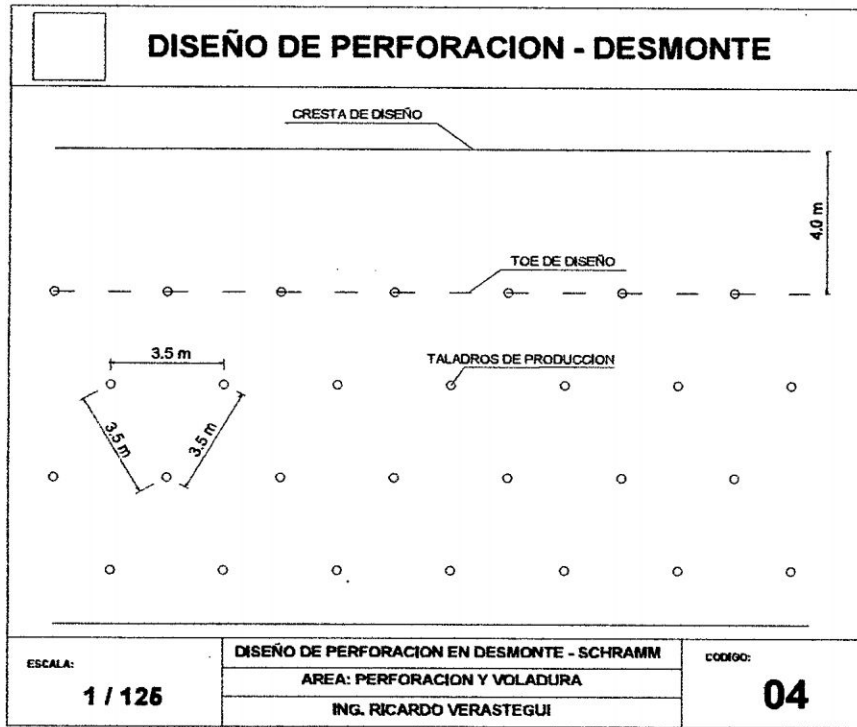 DISEÑO DE PERFORACION - DESMONTE
CRESTA DE DISEÑO
4.0 m
TOE DE DISEÑO
3.5 m
TALADROS DE PRODUCCION
3.5 m
3.5 m
ESCALA:
1 / 125
DISEÑO DE PERFORACION EN DESMONTE - SCHRAMM
AREA: PERFORACION Y VOLADURA
ING. RICARDO VERASTEGUI
CODIGO:
04